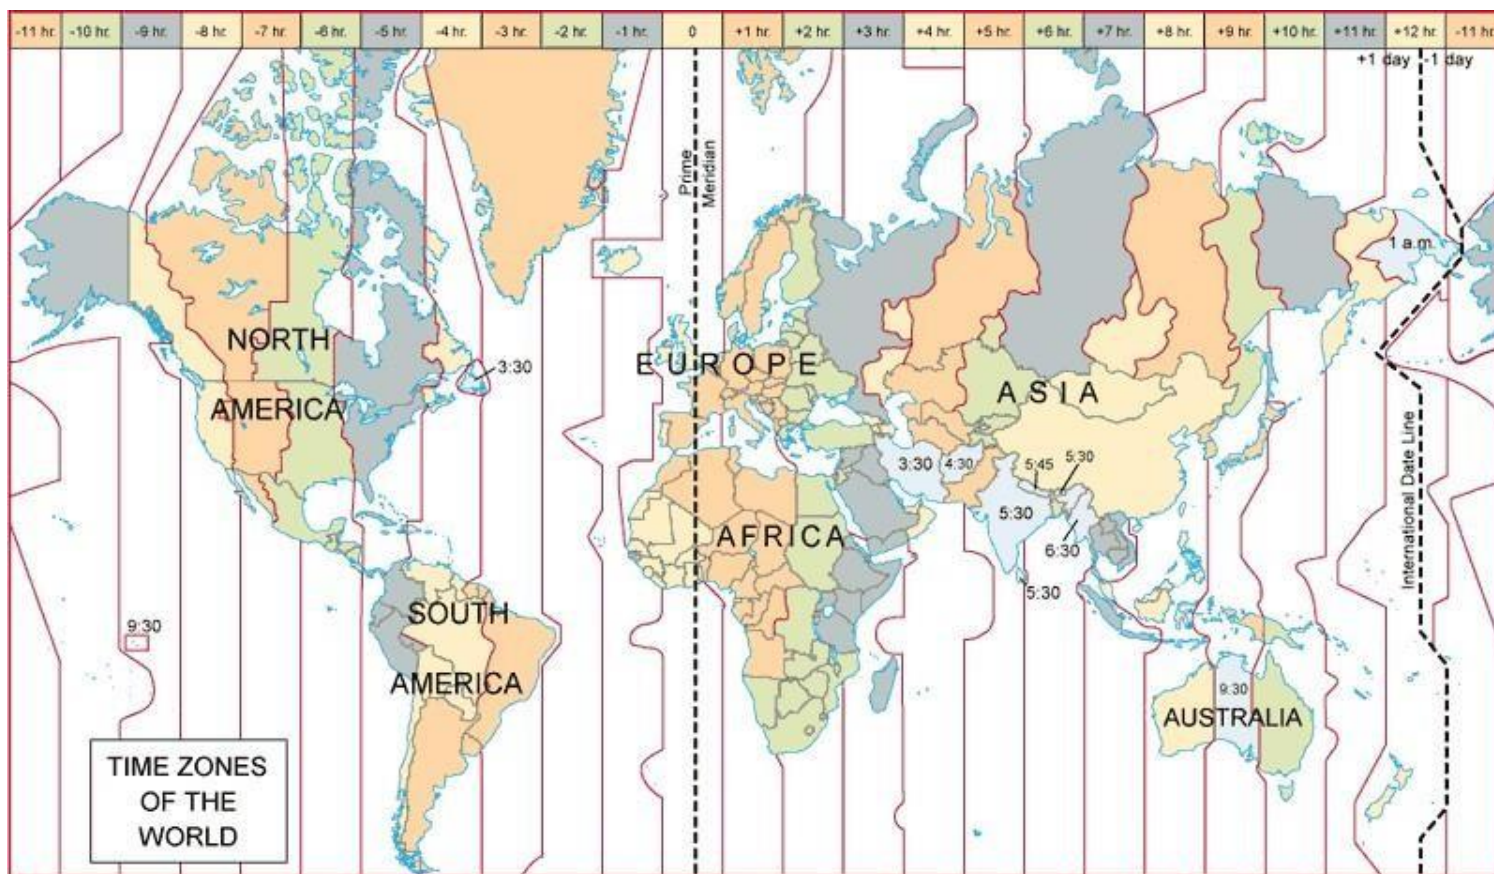 -11 hr. -10 hr. -9 hr. -8 hr. -7 hr. -6 hr. -5 hr. -4 hr. -3 hr. -2 hr. -1 hr. 0 +1 hr. +2 hr. +3 hr. +4 hr. +5 hr. +6 hr. +7 hr. +8 hr. +9 hr. +10 hr. +11 hr. +12 hr. -11 hr.
+1 day -1 day
Prime
Meridian
1 a.m.
NORTH
AMERICA
3:30
EUROPE
ASIA
3:30
4:30
5:45
5:30
5:30
6:30
5:30
AFRICA
International Date Line
SOUTH
AMERICA
9:30
9:30
AUSTRALIA
TIME ZONES
OF THE
WORLD